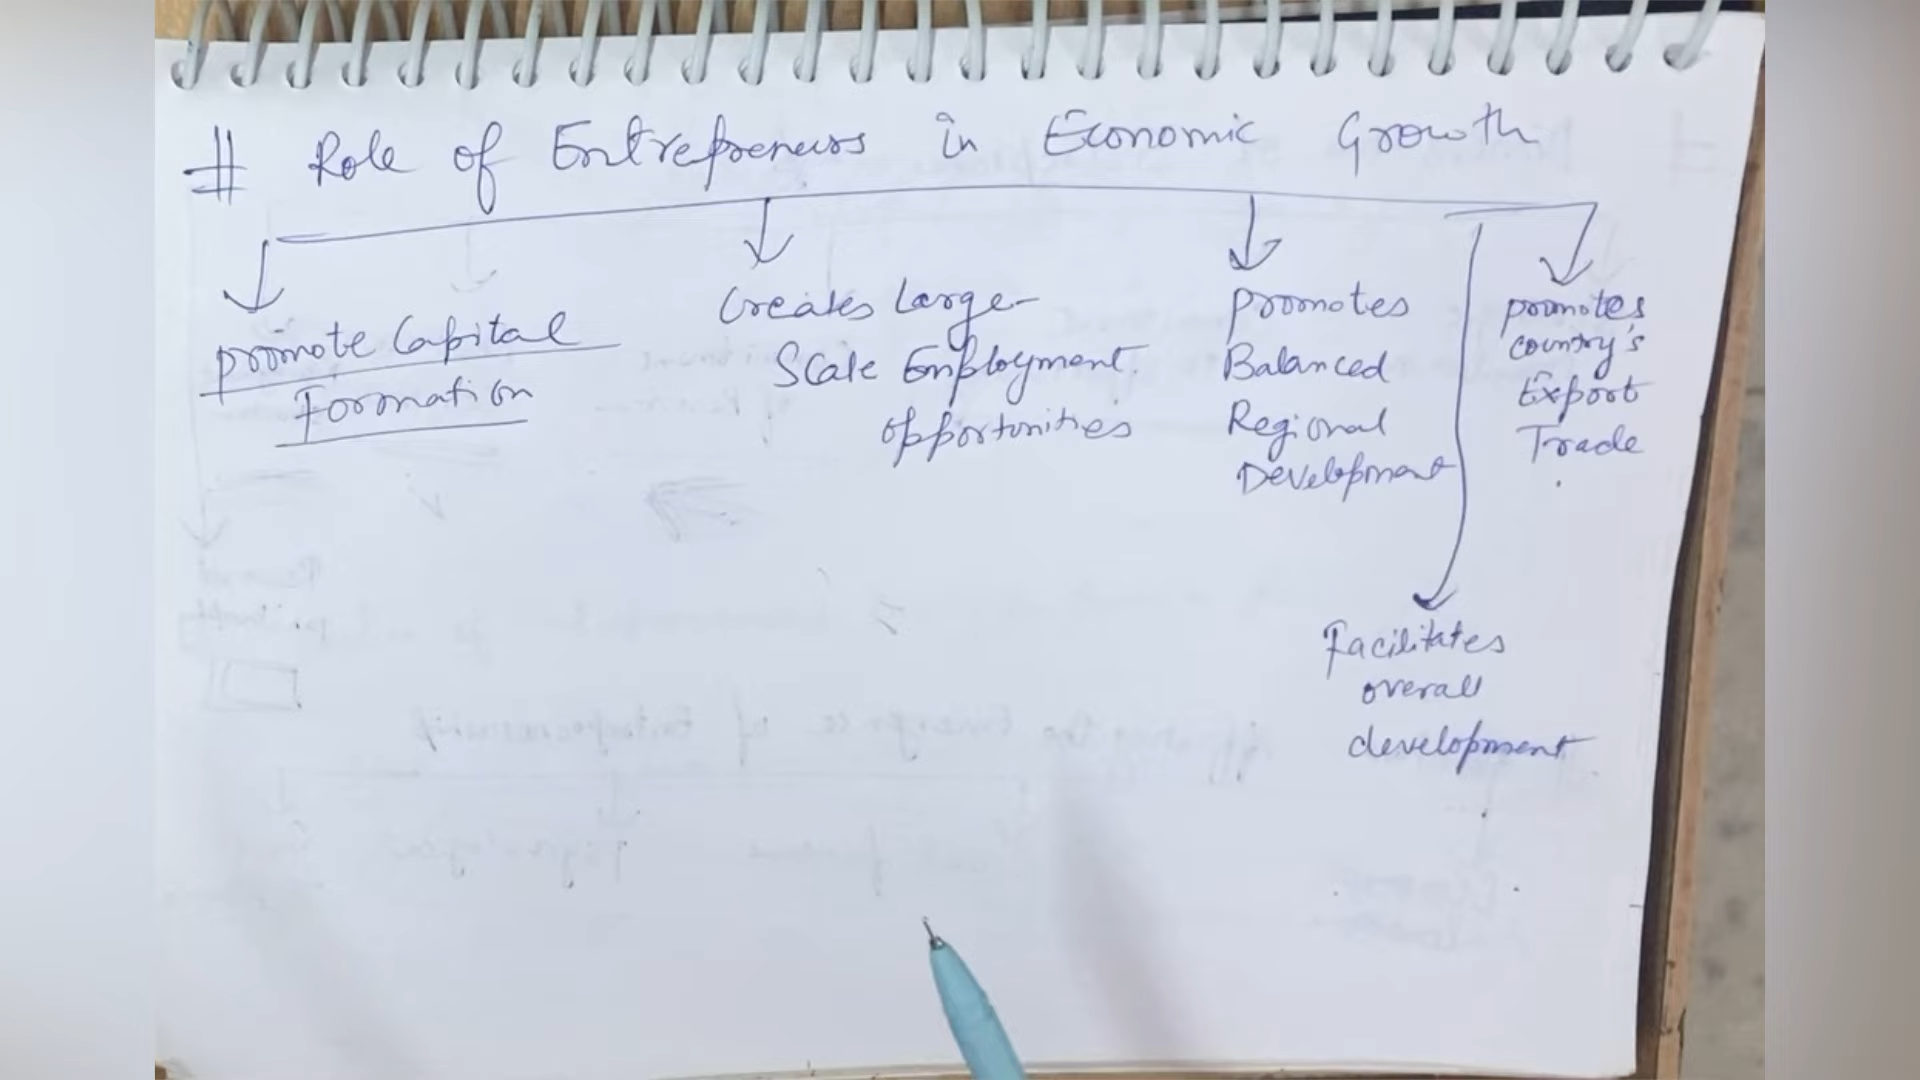 # Role of Entrepreneurs in Economic Growth
promote Capital
Formation
Creates Large-
Scale Employment
opportunities
promotes
Balanced
Regional
Development
promotes
country's
Export
Trade
Facilitates
overall
development